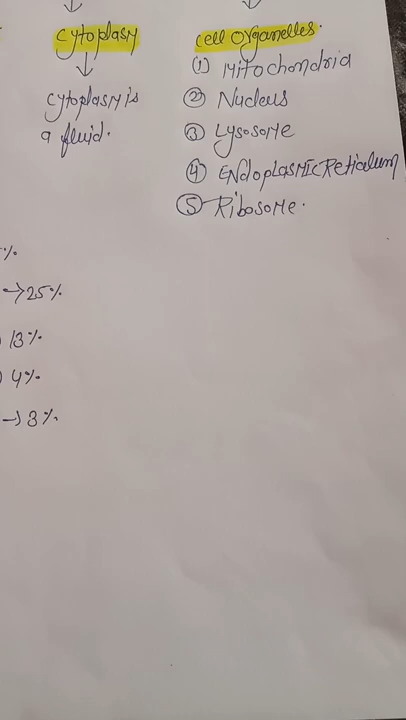 Cytoplasm
Cytoplasm is
a fluid.
Cell Organelles.
(1) Mitochondria
(2) Nucleus
(3) Lysosome
(4) Endoplasmic Reticulum
(5) Ribosome.
%
→25%
13%
4%
→3%